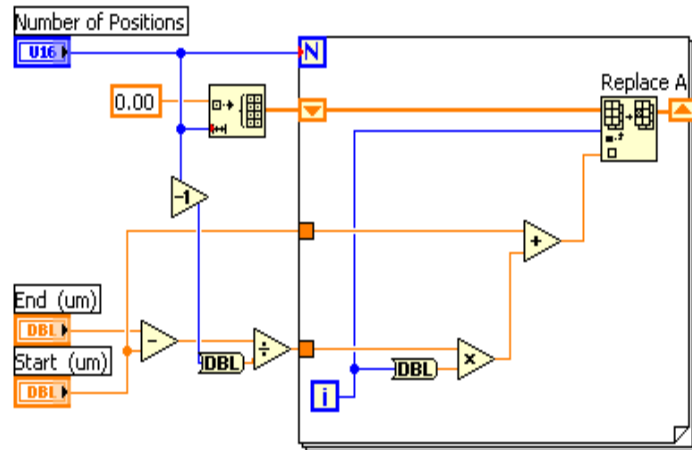 Number of Positions
U16
N
0.00
Replace A
-1
+
End (um)
DBL
-
÷
DBL
Start (um)
DBL
DBL
x
i